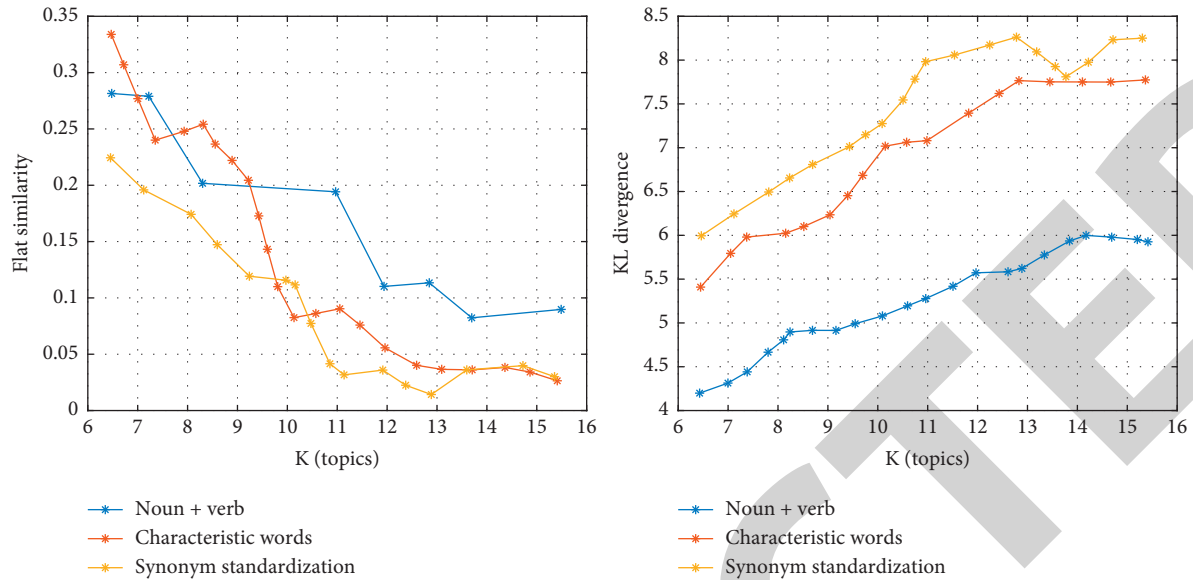 0.35
0.3
0.25
0.2
0.15
0.1
0.05
0
Flat similarity
6 7 8 9 10 11 12 13 14 15 16
K (topics)
Noun + verb
Characteristic words
Synonym standardization
8.5
8
7.5
7
6.5
6
5.5
5
4.5
4
KL divergence
6 7 8 9 10 11 12 13 14 15 16
K (topics)
Noun + verb
Characteristic words
Synonym standardization